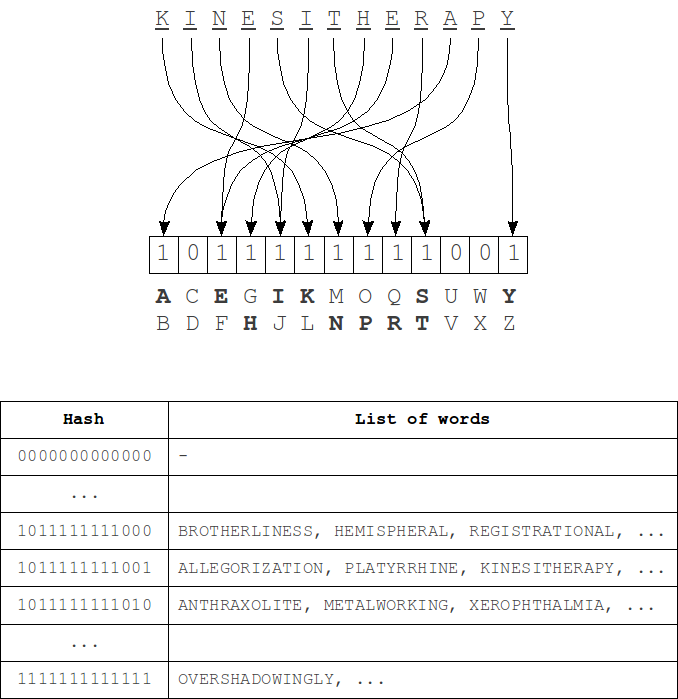 K I N E S I T H E R A P Y
1 0 1 1 1 1 1 1 1 1 0 0 1
A C E G I K M O Q S U W Y
B D F H J L N P R T V X Z
Hash List of words
0000000000000 -
...
1011111111000 BROTHERLINESS, HEMISPHERAL, REGISTRATIONAL, ...
1011111111001 ALLEGORIZATION, PLATYRRHINE, KINESITHERAPY, ...
1011111111010 ANTHRAXOLITE, METALWORKING, XEROPHTHALMIA, ...
...
1111111111111 OVERSHADOWINGLY, ...